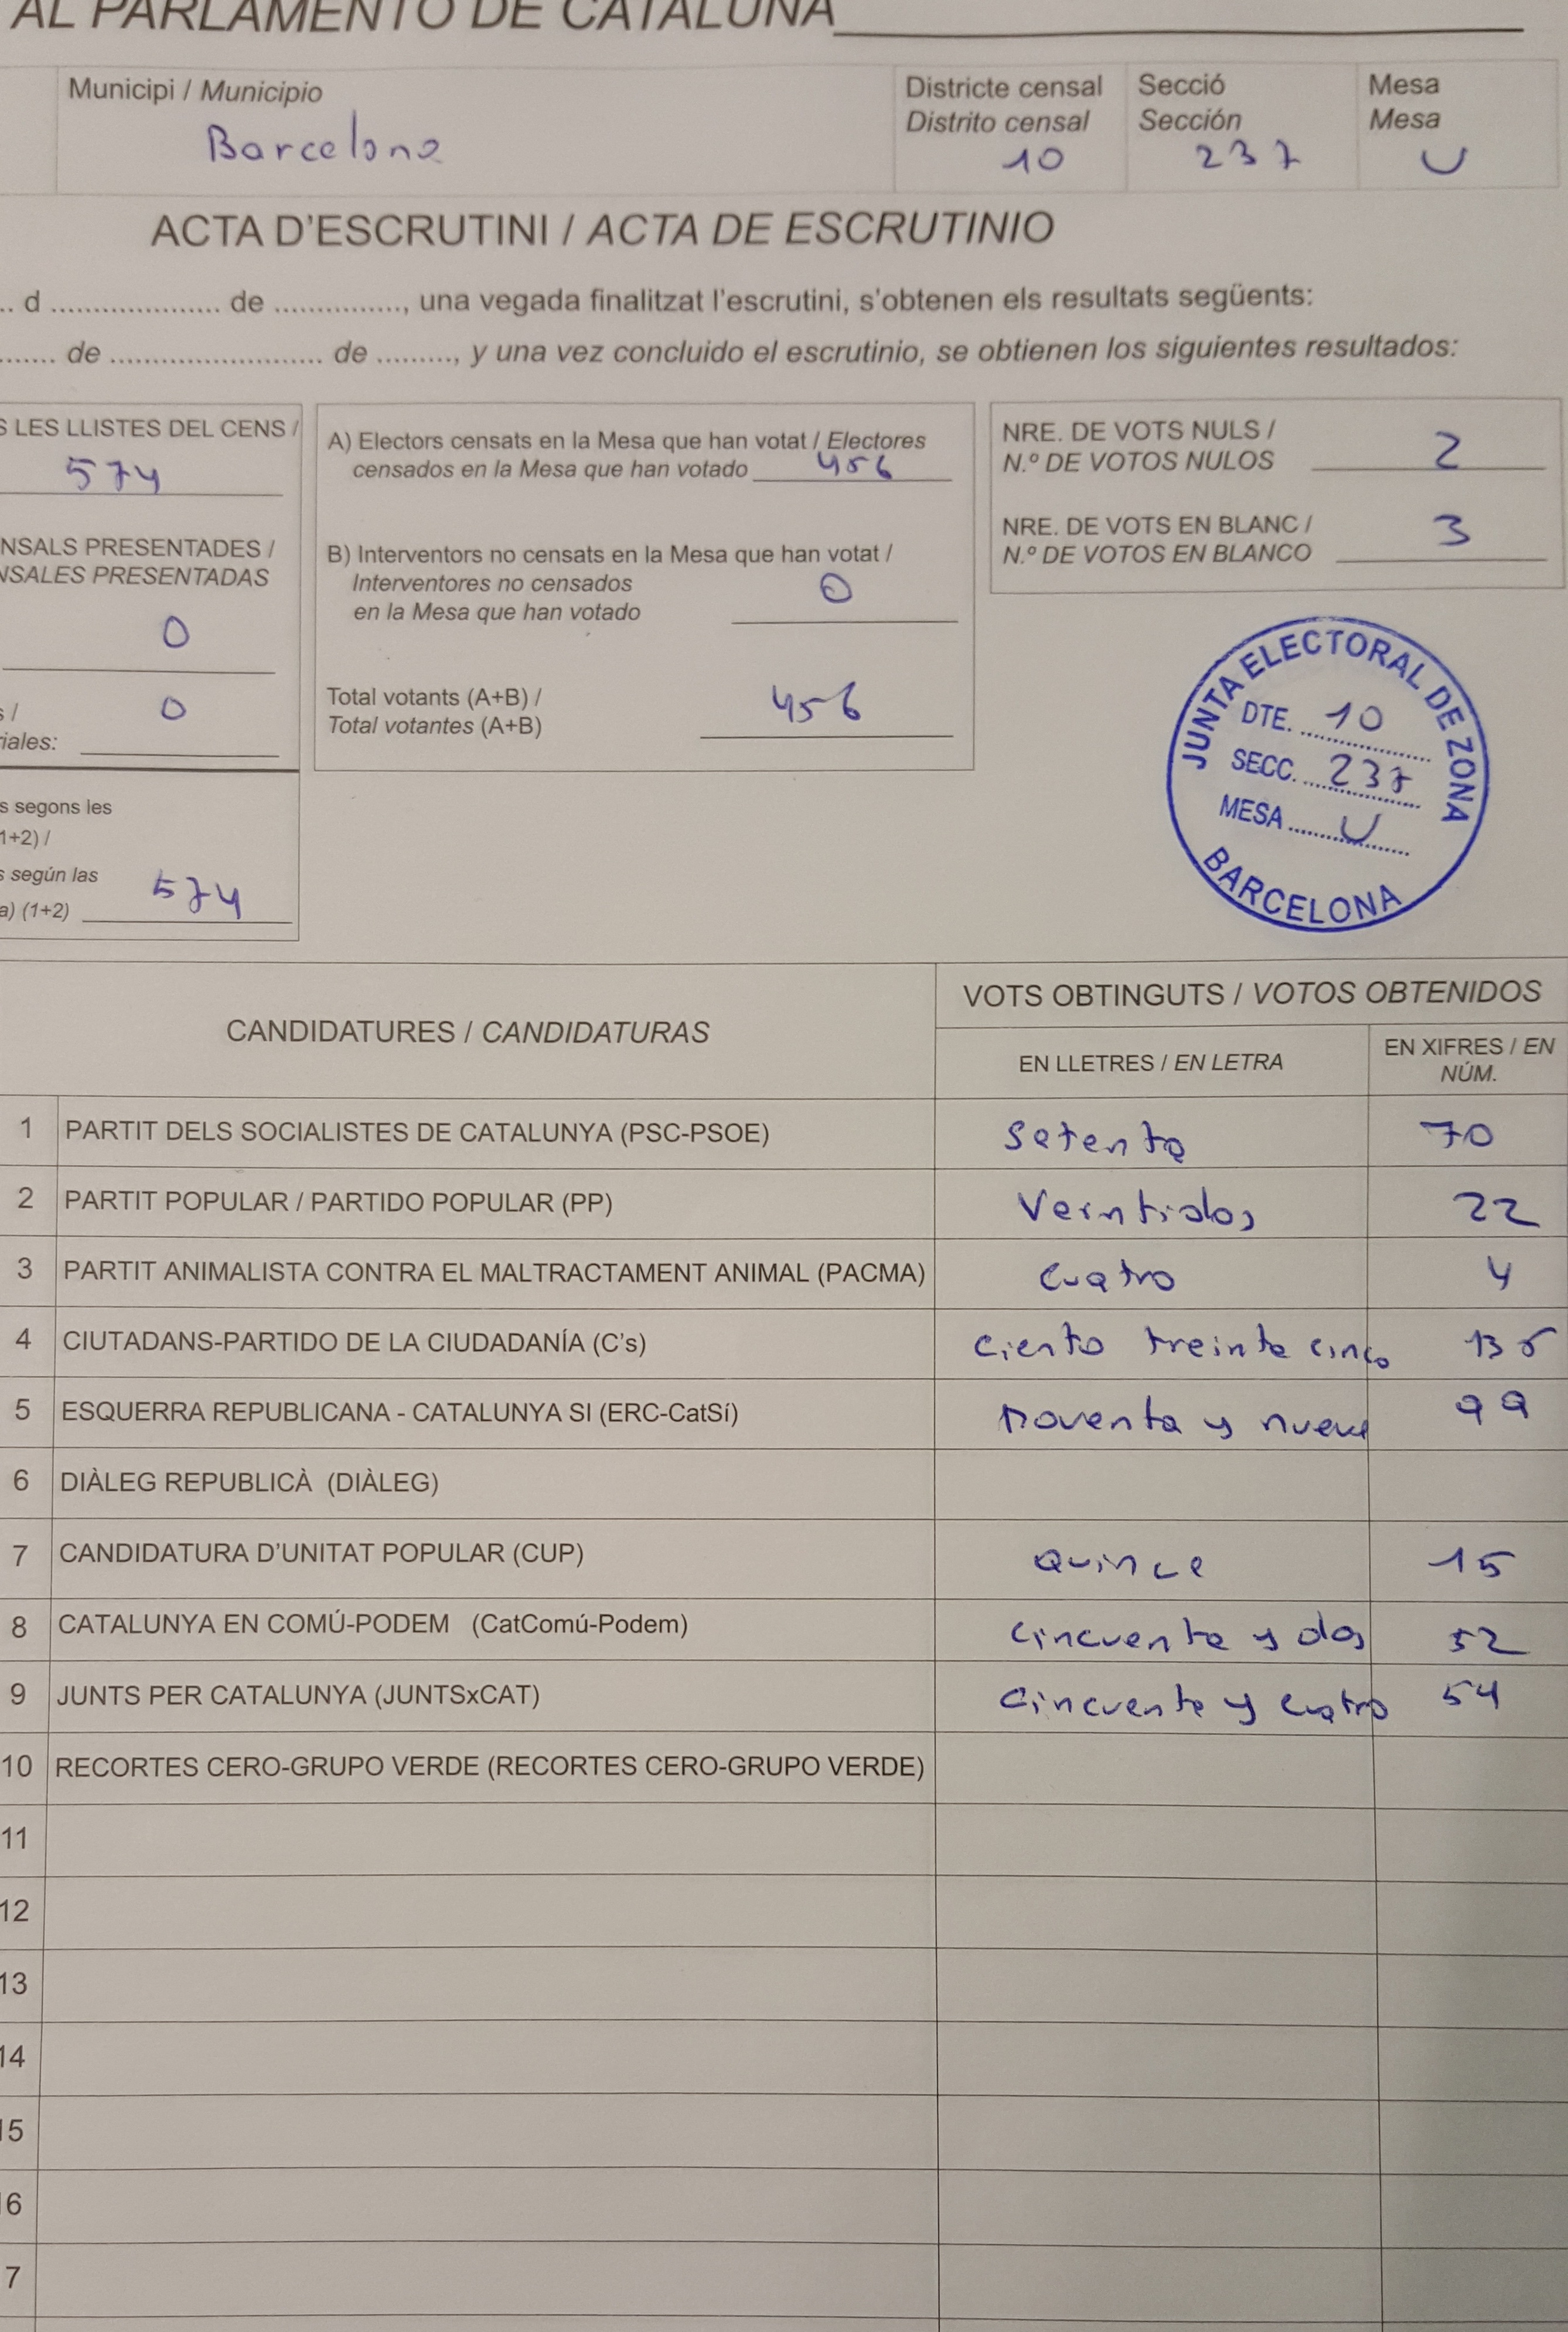 AL PARLAMENTO DE CATALUÑA
Municipi / Municipio
Barcelona
Districte censal
Distrito censal
10
Secció
Sección
237
Mesa
Mesa
U
ACTA D'ESCRUTINI / ACTA DE ESCRUTINIO
.. d .................... de ..............., una vegada finalitzat l'escrutini, s'obtenen els resultats següents:
....... de ......................... de ........., y una vez concluido el escrutinio, se obtienen los siguientes resultados:
S LES LLISTES DEL CENS /
574
NSALS PRESENTADES /
NSALES PRESENTADAS
0
s /
iales:
0
s segons les
1+2) /
s según las
a) (1+2)
574
A) Electors censats en la Mesa que han votat / Electores
censados en la Mesa que han votado 456
B) Interventors no censats en la Mesa que han votat /
Interventores no censados
en la Mesa que han votado
0
Total votants (A+B) /
Total votantes (A+B)
456
NRE. DE VOTS NULS /
N.º DE VOTOS NULOS
2
NRE. DE VOTS EN BLANC /
N.º DE VOTOS EN BLANCO
3
JUNTA ELECTORAL DE ZONA
DTE. 10
SECC. 237
MESA U
BARCELONA
CANDIDATURES / CANDIDATURAS
VOTS OBTINGUTS / VOTOS OBTENIDOS
EN LLETRES / EN LETRA
EN XIFRES / EN
NÚM.
1 PARTIT DELS SOCIALISTES DE CATALUNYA (PSC-PSOE) Setenta 70
2 PARTIT POPULAR / PARTIDO POPULAR (PP) Veintidos 22
3 PARTIT ANIMALISTA CONTRA EL MALTRACTAMENT ANIMAL (PACMA) Cuatro 4
4 CIUTADANS-PARTIDO DE LA CIUDADANÍA (C's) Ciento treinta cinco 135
5 ESQUERRA REPUBLICANA - CATALUNYA SI (ERC-CatSí) noventa y nueve 99
6 DIÀLEG REPUBLICÀ (DIÀLEG)
7 CANDIDATURA D'UNITAT POPULAR (CUP) Quince 15
8 CATALUNYA EN COMÚ-PODEM (CatComú-Podem) Cincuenta y dos 52
9 JUNTS PER CATALUNYA (JUNTSxCAT) Cincuenta y cuatro 54
10 RECORTES CERO-GRUPO VERDE (RECORTES CERO-GRUPO VERDE)
11
12
13
14
15
6
7